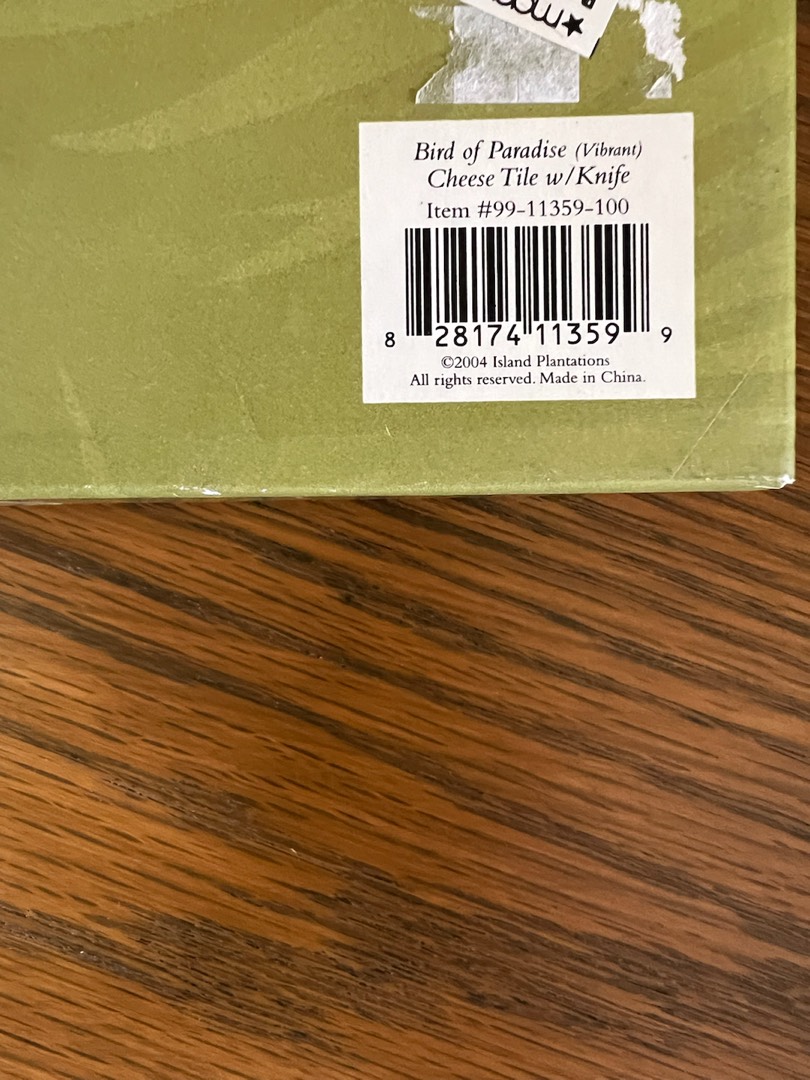 Bird of Paradise (Vibrant)
Cheese Tile w/Knife
Item #99-11359-100
8 28174 11359 9
©2004 Island Plantations
All rights reserved. Made in China.